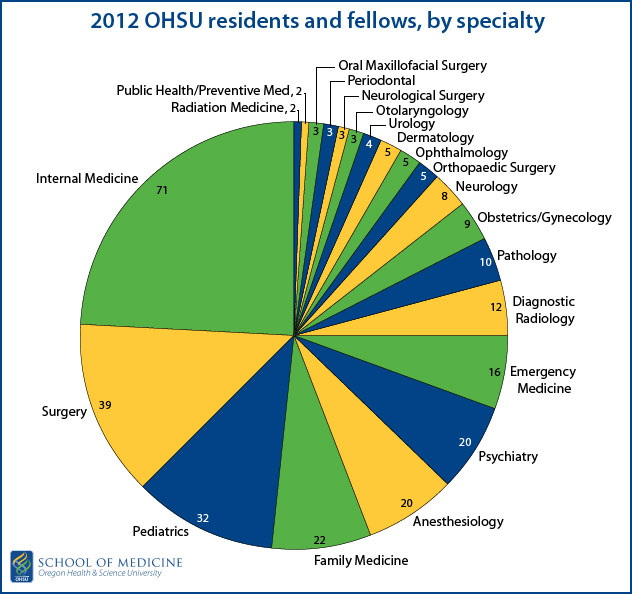 2012 OHSU residents and fellows, by specialty
Oral Maxillofacial Surgery
3
Periodontal
3
Neurological Surgery
3
Otolaryngology
3
Urology
4
Dermatology
5
Ophthalmology
5
Orthopaedic Surgery
5
Neurology
8
Obstetrics/Gynecology
9
Pathology
10
Diagnostic
Radiology
12
Emergency
Medicine
16
Psychiatry
20
Anesthesiology
20
Family Medicine
22
Pediatrics
32
Surgery
39
Internal Medicine
71
Radiation Medicine, 2
Public Health/Preventive Med, 2
OHSU
SCHOOL OF MEDICINE
Oregon Health & Science University